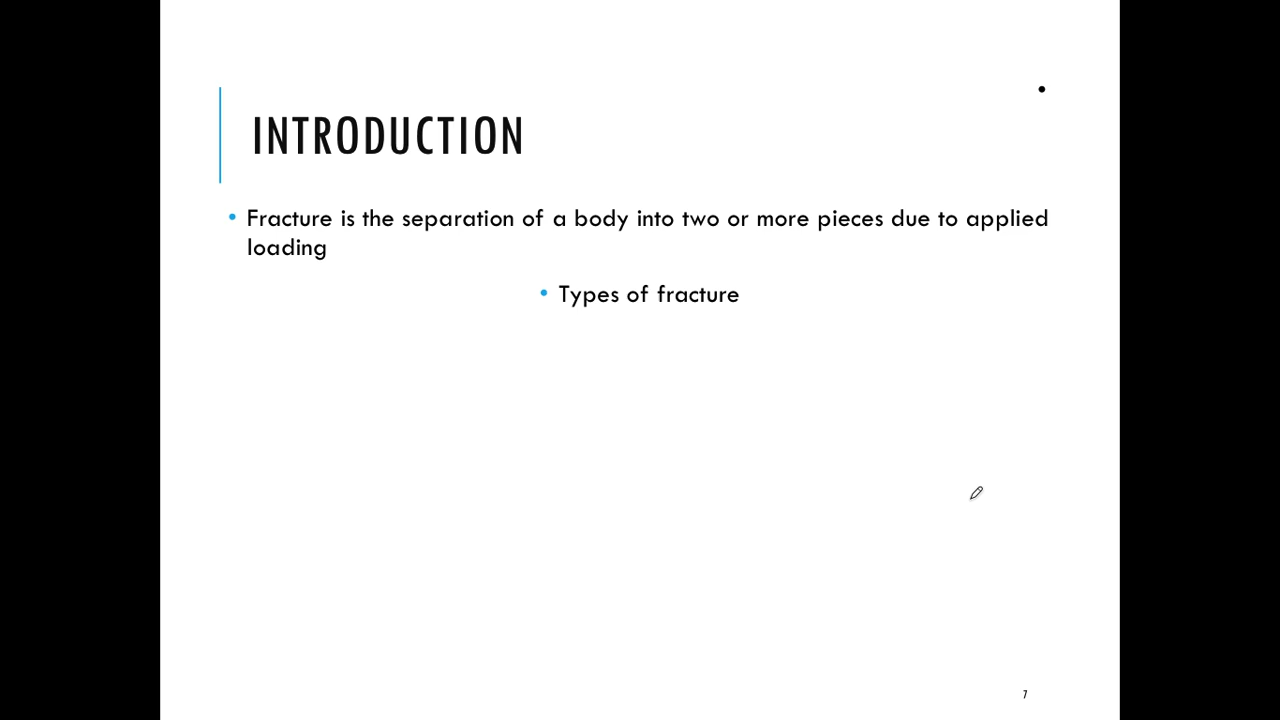 INTRODUCTION
• Fracture is the separation of a body into two or more pieces due to applied
loading
• Types of fracture
7